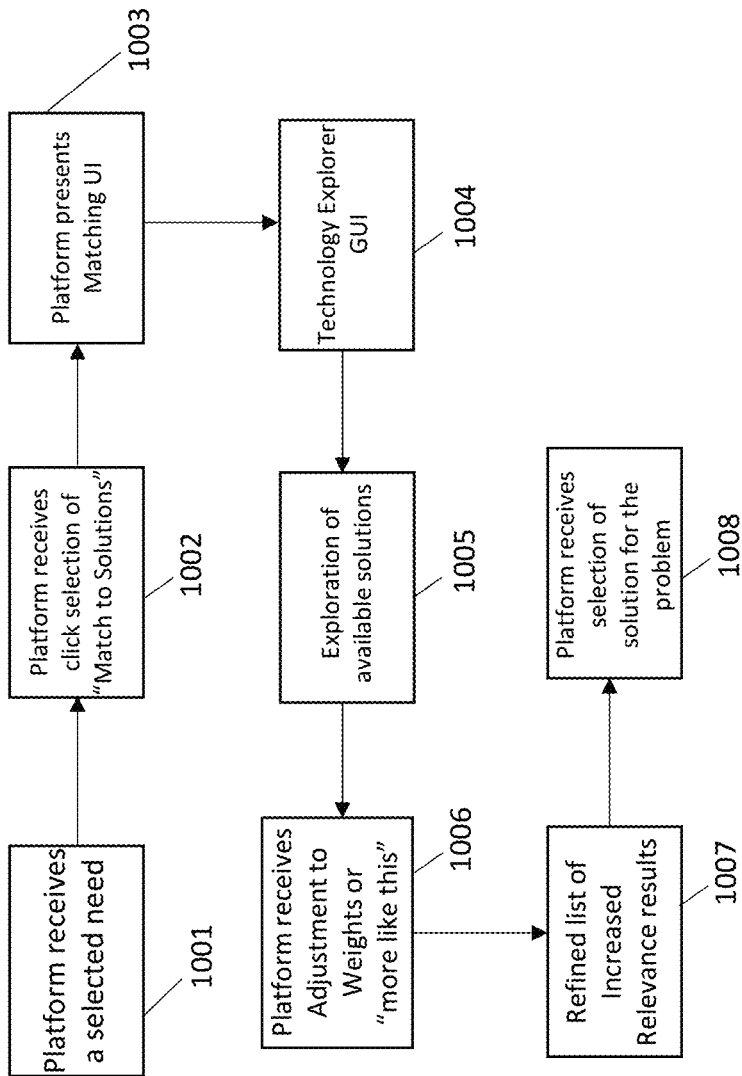 Platform receives
a selected need
1001
Platform receives
click selection of
“Match to Solutions”
1002
Platform presents
Matching UI
1003
Technology Explorer
GUI
1004
Exploration of
available solutions
1005
Platform receives
Adjustment to
Weights or
“more like this”
1006
Refined list of
Increased
Relevance results
1007
Platform receives
selection of
solution for the
problem
1008